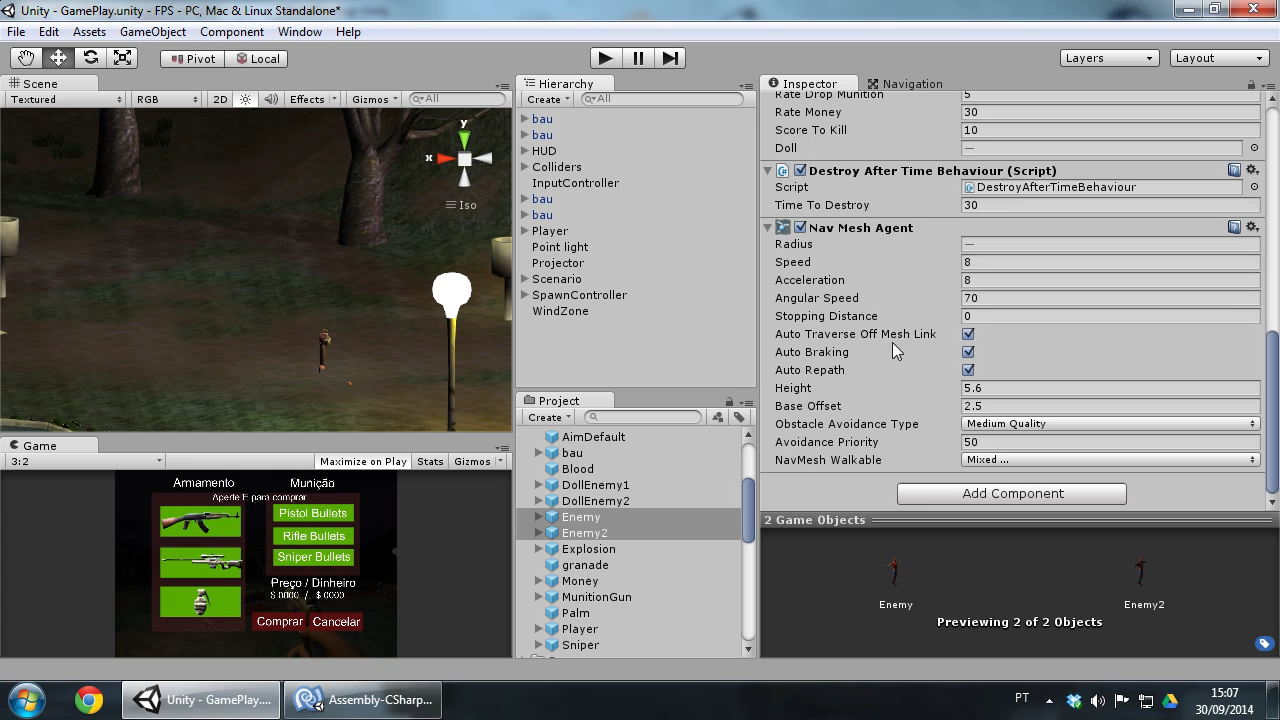 Unity - GamePlay.unity - FPS - PC, Mac & Linux Standalone*
File Edit Assets GameObject Component Window Help
Pivot Local Layers Layout
Scene
Textured RGB 2D Effects Gizmos All
y
x
Iso
Game
3:2 Maximize on Play Stats Gizmos
Armamento Munição
Aperte E para comprar
Pistol Bullets
Rifle Bullets
Sniper Bullets
Preço / Dinheiro
$ 0000 / $ 0000
Comprar Cancelar
Hierarchy
Create All
bau
bau
HUD
Colliders
InputController
bau
bau
Player
Point light
Projector
Scenario
SpawnController
WindZone
Project
Create
AimDefault
bau
Blood
DollEnemy1
DollEnemy2
Enemy
Enemy2
Explosion
granade
Money
MunitionGun
Palm
Player
Sniper
Inspector Navigation
Rate Drop Munition 5
Rate Money 30
Score To Kill 10
Doll —
Destroy After Time Behaviour (Script)
Script DestroyAfterTimeBehaviour
Time To Destroy 30
Nav Mesh Agent
Radius —
Speed 8
Acceleration 8
Angular Speed 70
Stopping Distance 0
Auto Traverse Off Mesh Link
Auto Braking
Auto Repath
Height 5.6
Base Offset 2.5
Obstacle Avoidance Type Medium Quality
Avoidance Priority 50
NavMesh Walkable Mixed ...
Add Component
2 Game Objects
Enemy Enemy2
Previewing 2 of 2 Objects
Unity - GamePlay.... Assembly-CSharp... PT 15:07
30/09/2014